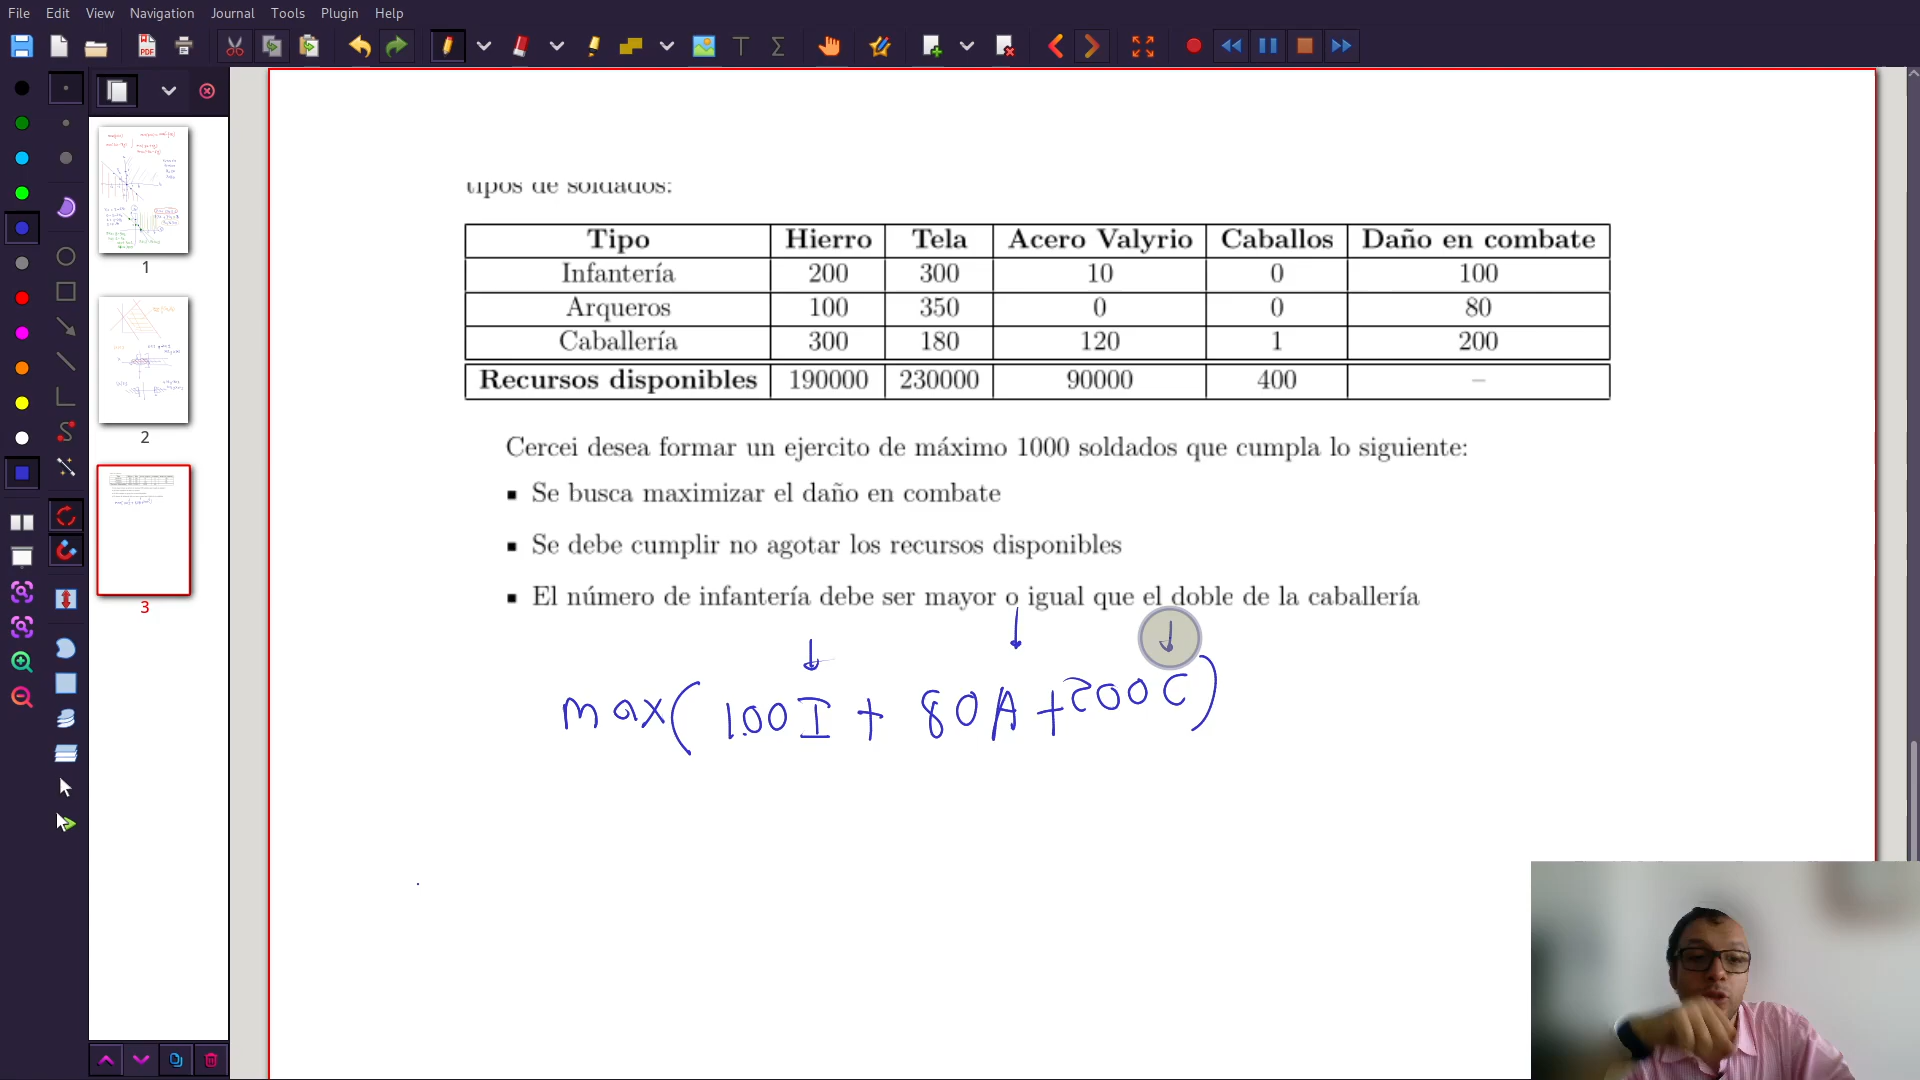 File Edit View Navigation Journal Tools Plugin Help
tipos de soldados:
Tipo Hierro Tela Acero Valyrio Caballos Daño en combate
Infantería 200 300 10 0 100
Arqueros 100 350 0 0 80
Caballería 300 180 120 1 200
Recursos disponibles 190000 230000 90000 400 –
Cercei desea formar un ejercito de máximo 1000 soldados que cumpla lo siguiente:
▪ Se busca maximizar el daño en combate
▪ Se debe cumplir no agotar los recursos disponibles
▪ El número de infantería debe ser mayor o igual que el doble de la caballería
max( 100I + 80A + 200C )
1
2
3